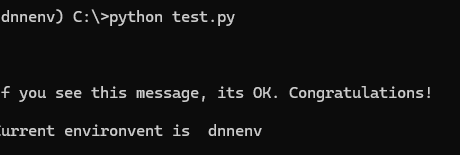 dnnenv) C:\>python test.py
f you see this message, its OK. Congratulations!
urrent environvent is  dnnenv